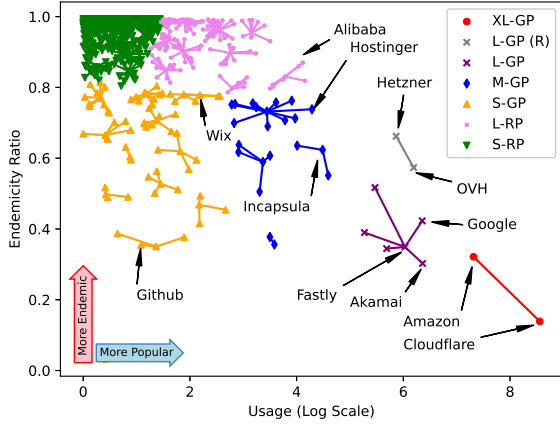 1.0
0.8
0.6
0.4
0.2
0.0
Endemicity Ratio
0
2
4
6
8
Usage (Log Scale)
XL-GP
L-GP (R)
L-GP
M-GP
S-GP
L-RP
S-RP
Alibaba
Hostinger
Hetzner
Wix
OVH
Incapsula
Google
Github
Fastly
Akamai
Amazon
Cloudflare
More Endemic
More Popular